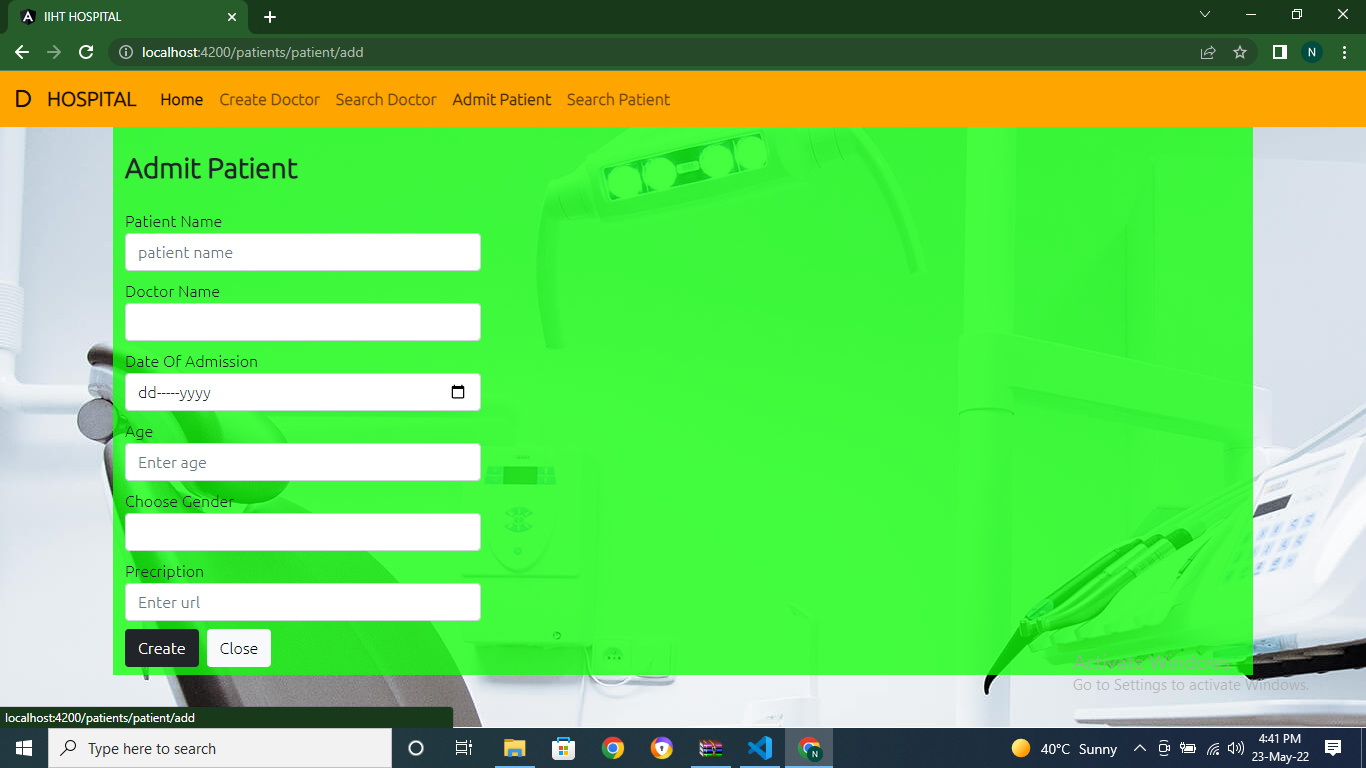 IIHT HOSPITAL
localhost:4200/patients/patient/add
N
D HOSPITAL Home Create Doctor Search Doctor Admit Patient Search Patient
Admit Patient
Patient Name
patient name
Doctor Name
Date Of Admission
dd-----yyyy
Age
Enter age
Choose Gender
Precription
Enter url
Create Close
Activate Windows
Go to Settings to activate Windows.
localhost:4200/patients/patient/add
Type here to search
N
40°C Sunny
4:41 PM
23-May-22